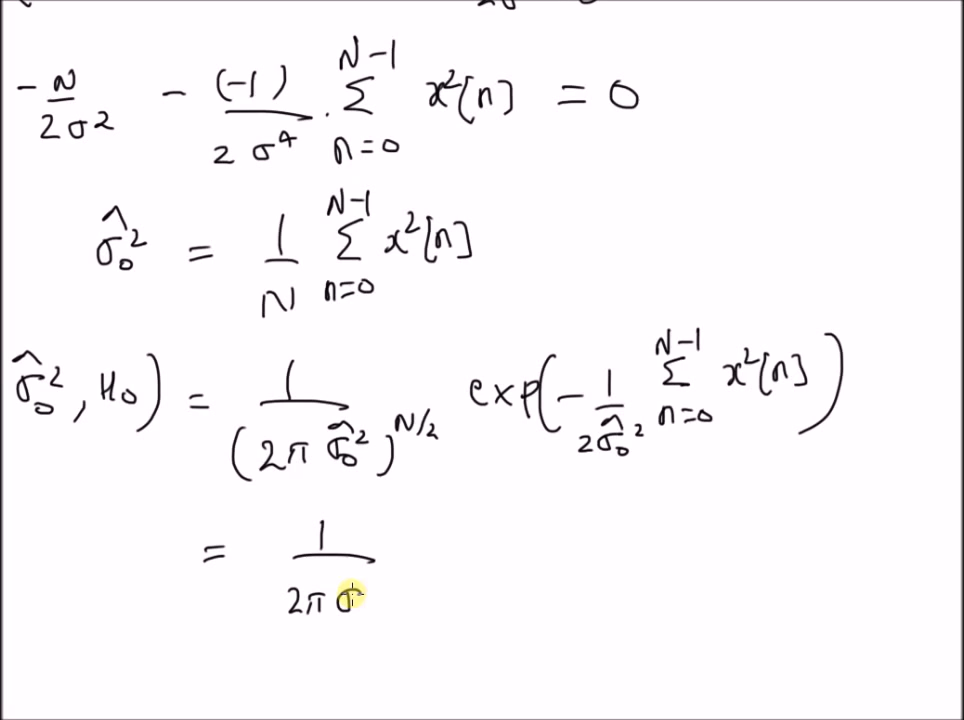 -N/2σ² - (-1)/2σ⁴ · Σ_{n=0}^{N-1} x²[n] = 0
σ̂₀² = 1/N Σ_{n=0}^{N-1} x²[n]
σ̂₀², H₀) = 1/(2π σ̂₀²)^{N/2} exp(-1/2σ̂₀² Σ_{n=0}^{N-1} x²[n])
= 1/2π σ